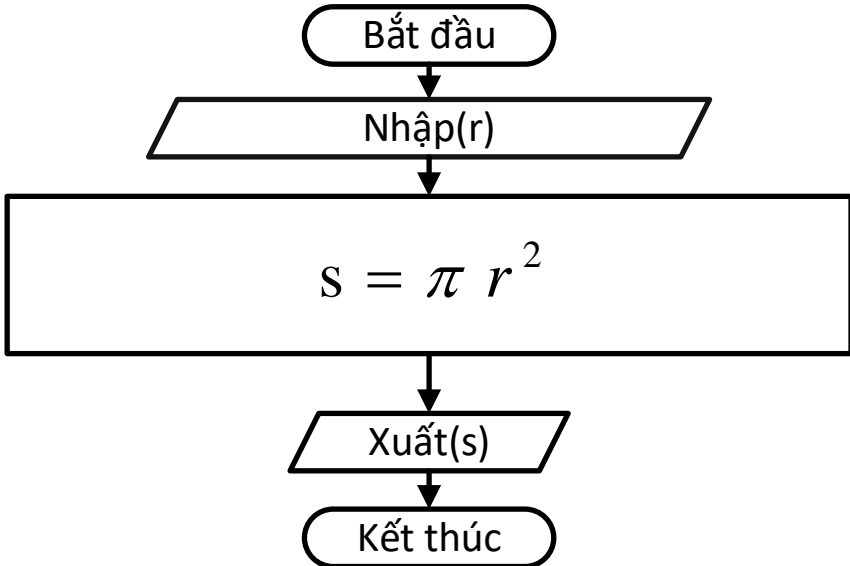 Bắt đầu
Nhập(r)
s = π r²
Xuất(s)
Kết thúc